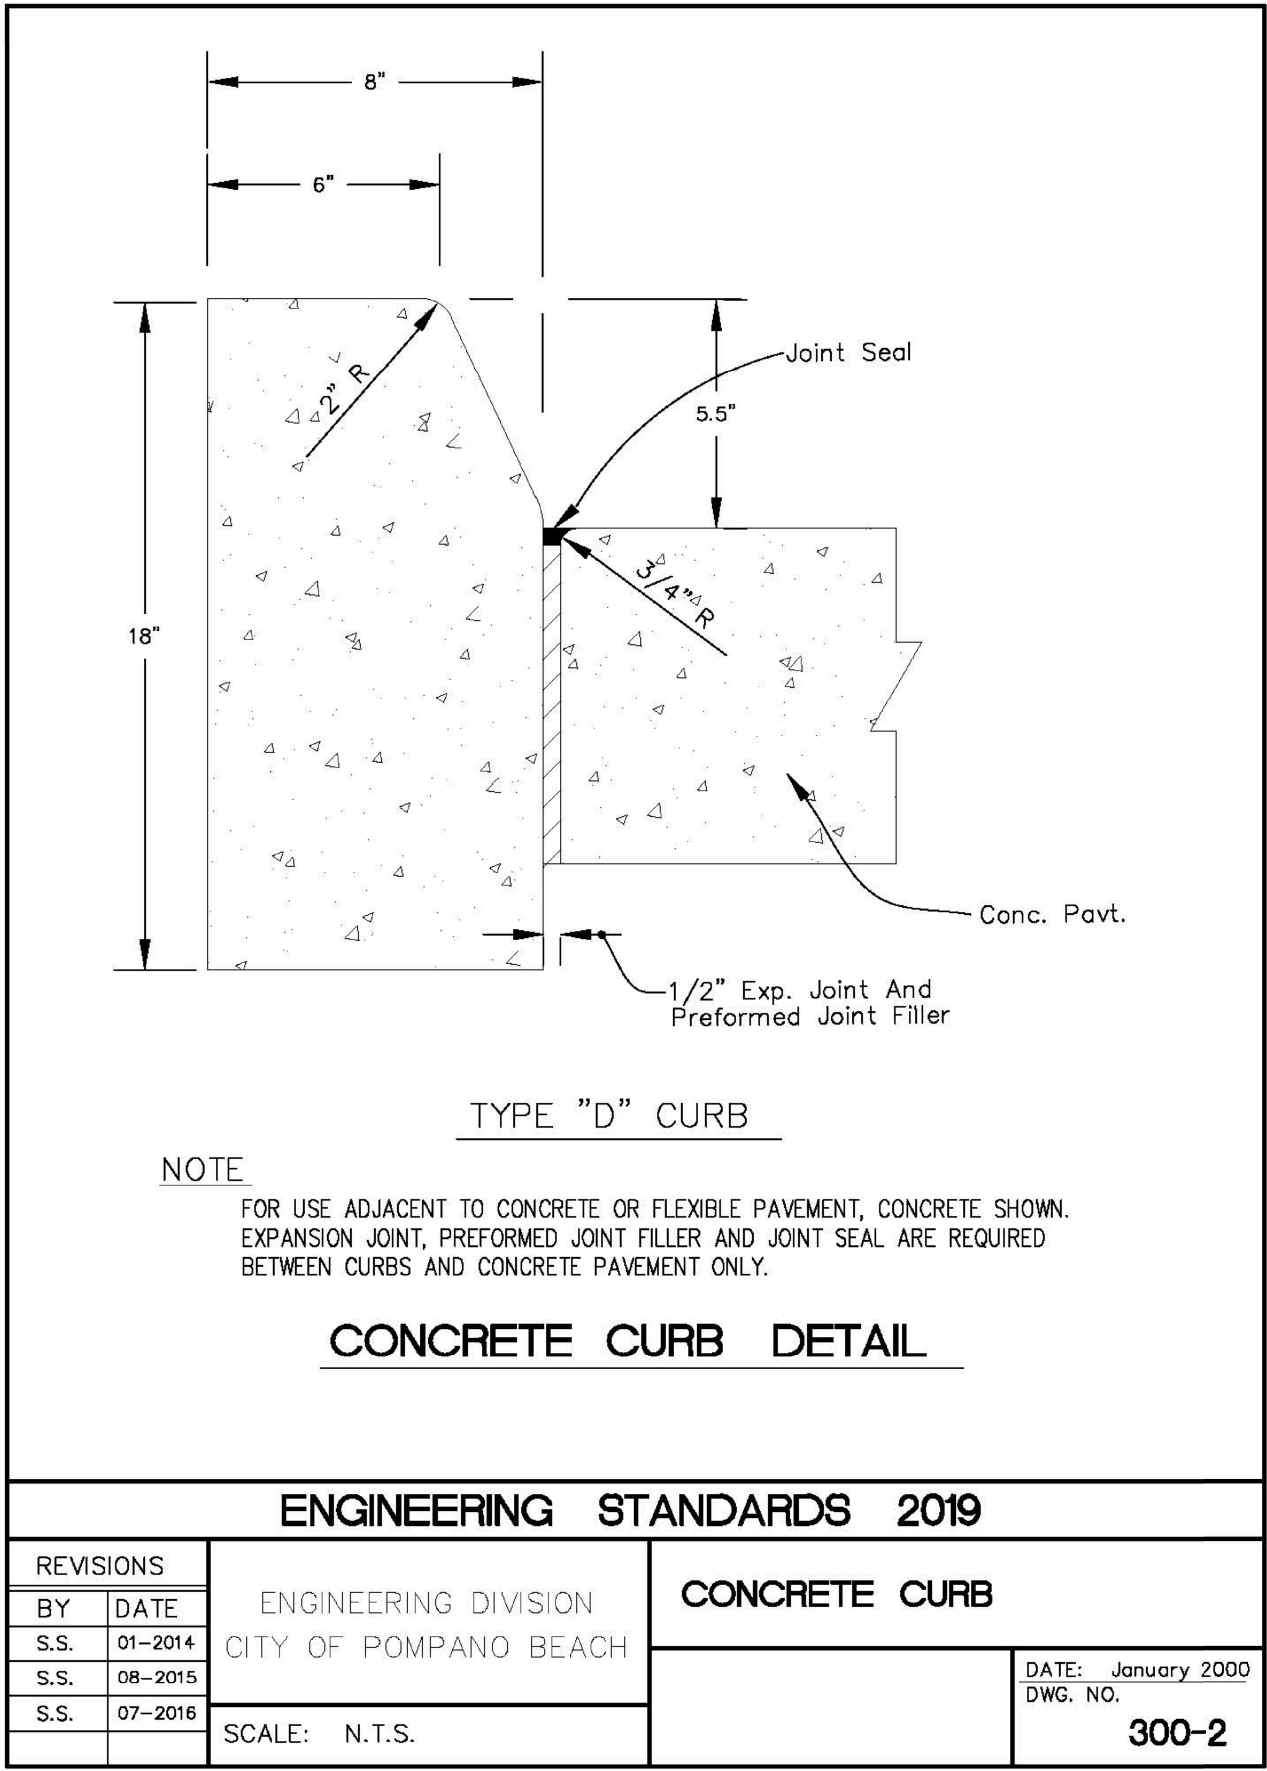 8"
6"
2" R
Joint Seal
5.5"
3/4" R
18"
Conc. Pavt.
1/2" Exp. Joint And
Preformed Joint Filler
TYPE "D" CURB
NOTE
FOR USE ADJACENT TO CONCRETE OR FLEXIBLE PAVEMENT, CONCRETE SHOWN.
EXPANSION JOINT, PREFORMED JOINT FILLER AND JOINT SEAL ARE REQUIRED
BETWEEN CURBS AND CONCRETE PAVEMENT ONLY.
CONCRETE CURB DETAIL
ENGINEERING STANDARDS 2019
REVISIONS
BY DATE
S.S. 01-2014
S.S. 08-2015
S.S. 07-2016
ENGINEERING DIVISION
CITY OF POMPANO BEACH
SCALE: N.T.S.
CONCRETE CURB
DATE: January 2000
DWG. NO.
300-2